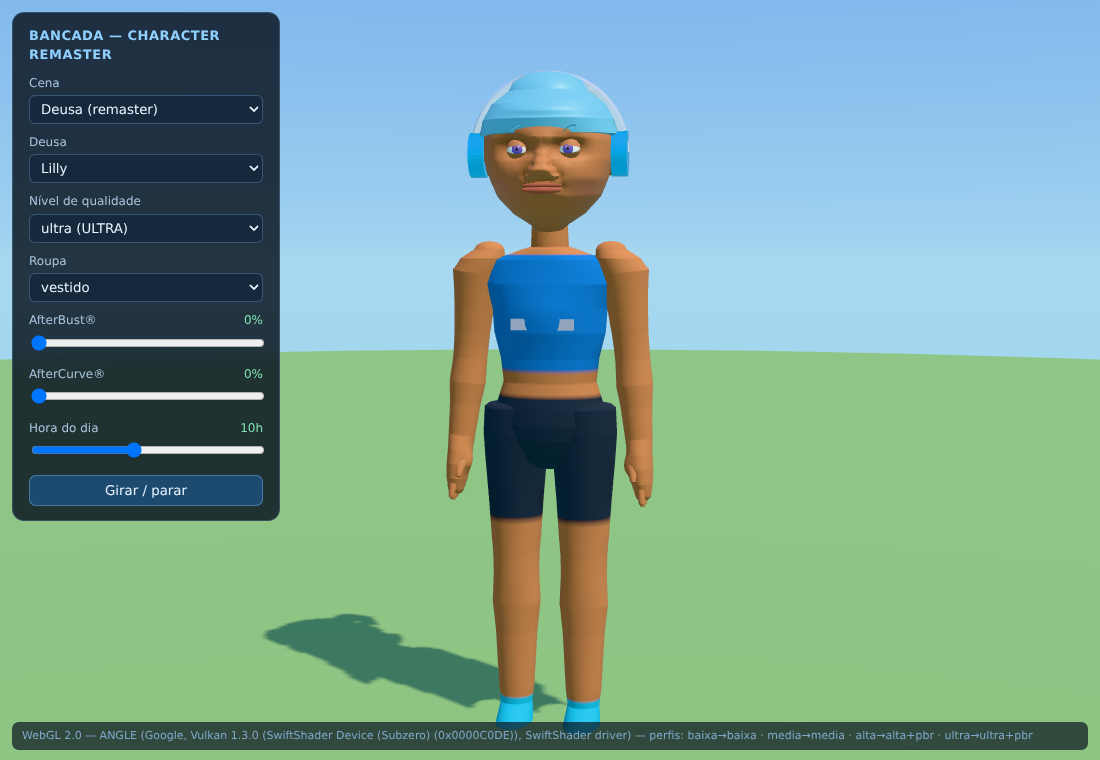 BANCADA — CHARACTER
REMASTER
Cena
Deusa (remaster)
Deusa
Lilly
Nível de qualidade
ultra (ULTRA)
Roupa
vestido
AfterBust® 0%
AfterCurve® 0%
Hora do dia 10h
Girar / parar
WebGL 2.0 — ANGLE (Google, Vulkan 1.3.0 (SwiftShader Device (Subzero) (0x0000C0DE)), SwiftShader driver) — perfis: baixa→baixa · media→media · alta→alta+pbr · ultra→ultra+pbr